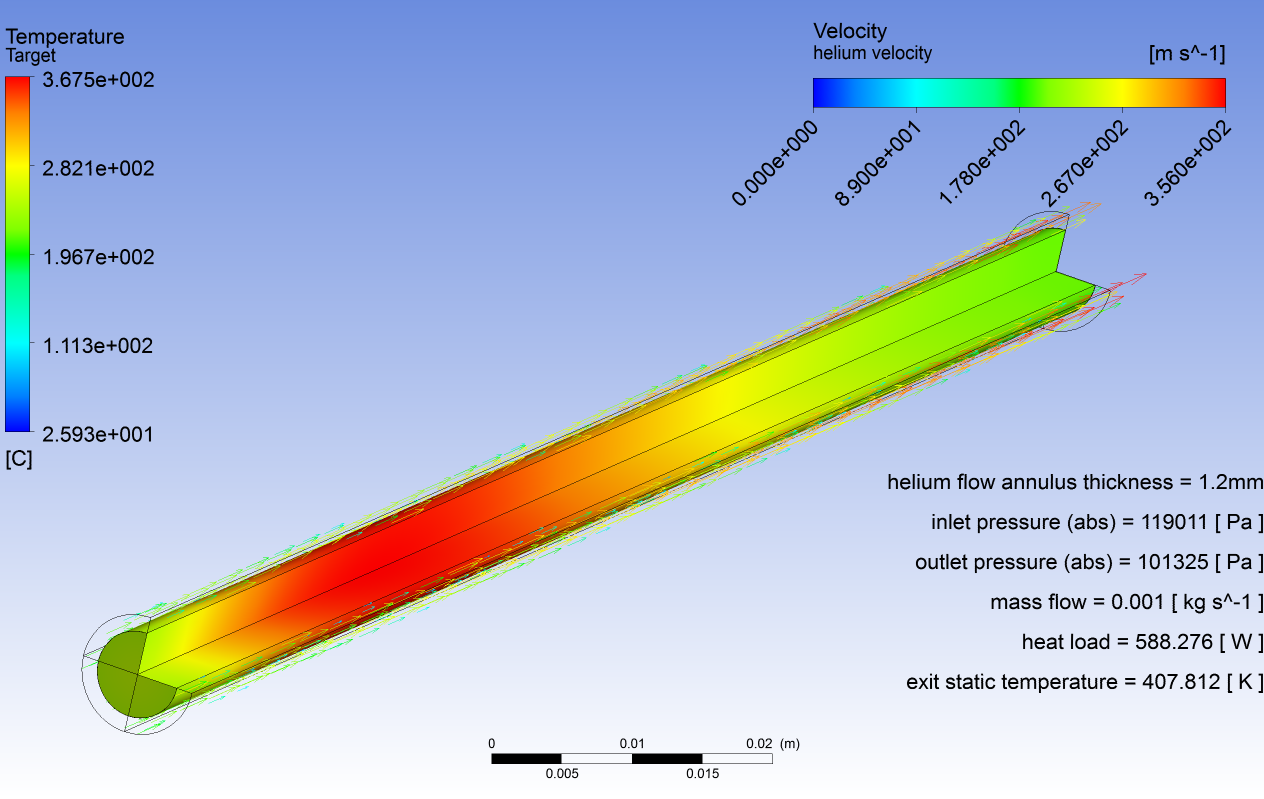 Temperature
Target
3.675e+002
2.821e+002
1.967e+002
1.113e+002
2.593e+001
[C]
Velocity
helium velocity
[m s^-1]
0.000e+000
8.900e+001
1.780e+002
2.670e+002
3.560e+002
helium flow annulus thickness = 1.2mm
inlet pressure (abs) = 119011 [ Pa ]
outlet pressure (abs) = 101325 [ Pa ]
mass flow = 0.001 [ kg s^-1 ]
heat load = 588.276 [ W ]
exit static temperature = 407.812 [ K ]
0 0.01 0.02 (m)
0.005 0.015